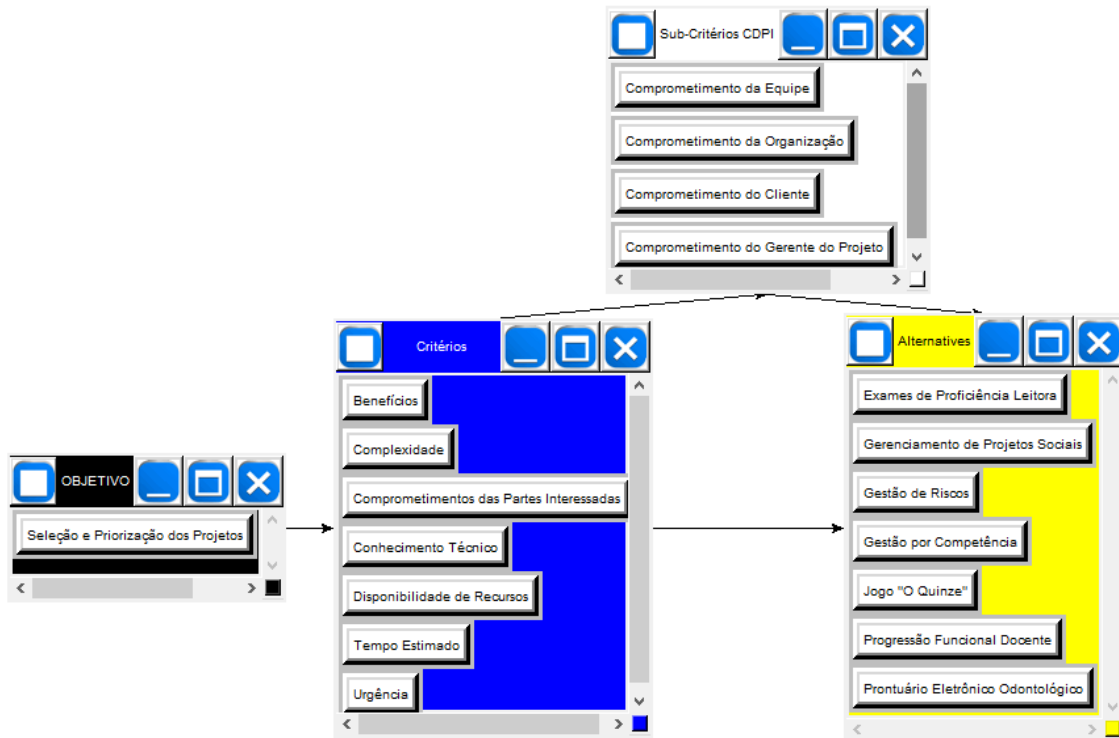 Sub-Critérios CDPI
Comprometimento da Equipe
Comprometimento da Organização
Comprometimento do Cliente
Comprometimento do Gerente do Projeto
Critérios
Benefícios
Complexidade
Comprometimentos das Partes Interessadas
Conhecimento Técnico
Disponibilidade de Recursos
Tempo Estimado
Urgência
Alternatives
Exames de Proficiência Leitora
Gerenciamento de Projetos Sociais
Gestão de Riscos
Gestão por Competência
Jogo "O Quinze"
Progressão Funcional Docente
Prontuário Eletrônico Odontológico
OBJETIVO
Seleção e Priorização dos Projetos